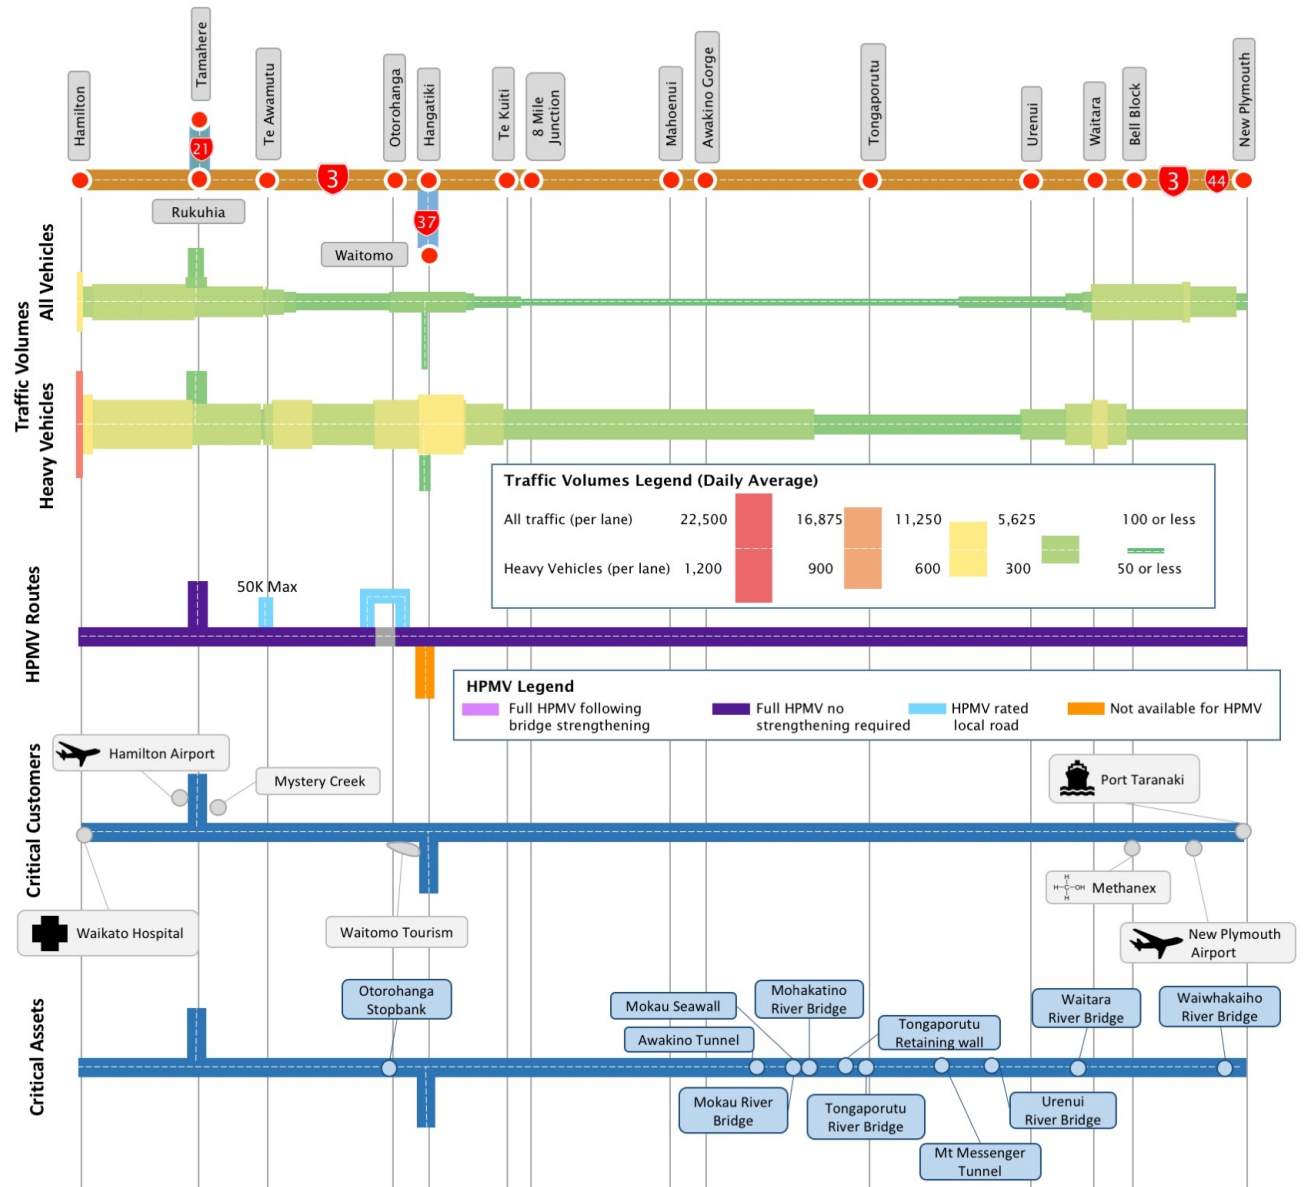 Hamilton
Tamahere
Te Awamutu
Otorohanga
Hangatiki
Te Kuiti
8 Mile
Junction
Mahoenui
Awakino Gorge
Tongaporutu
Urenui
Waitara
Bell Block
New Plymouth
21
3
3
44
37
Rukuhia
Waitomo
Traffic Volumes
All Vehicles
Heavy Vehicles
Traffic Volumes Legend (Daily Average)
All traffic (per lane) 22,500 16,875 11,250 5,625 100 or less
Heavy Vehicles (per lane) 1,200 900 600 300 50 or less
HPMV Routes
50K Max
HPMV Legend
Full HPMV following
bridge strengthening
Full HPMV no
strengthening required
HPMV rated
local road
Not available for HPMV
Critical Customers
Hamilton Airport
Mystery Creek
Port Taranaki
H
H-C-OH
H
Methanex
Waikato Hospital
Waitomo Tourism
New Plymouth
Airport
Critical Assets
Otorohanga
Stopbank
Mokau Seawall
Awakino Tunnel
Mohakatino
River Bridge
Tongaporutu
Retaining wall
Waitara
River Bridge
Waiwhakaiho
River Bridge
Mokau River
Bridge
Tongaporutu
River Bridge
Urenui
River Bridge
Mt Messenger
Tunnel